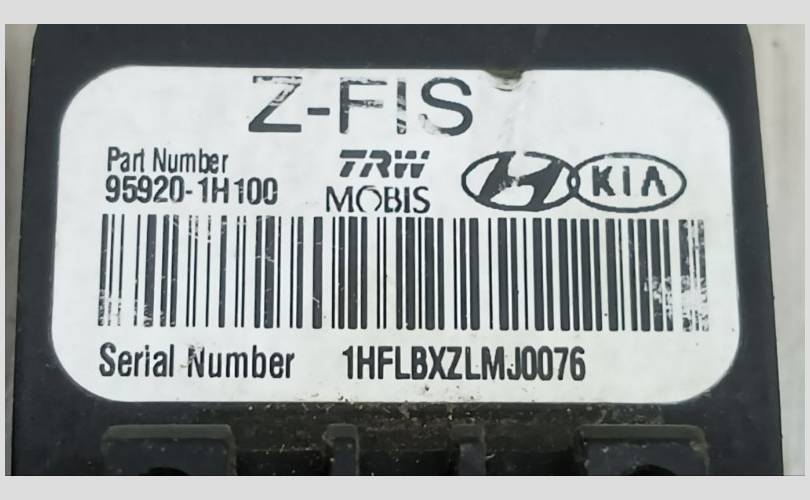 Z-FIS
Part Number
95920-1H100
TRW
MOBIS
KIA
Serial Number 1HFLBXZLMJ0076